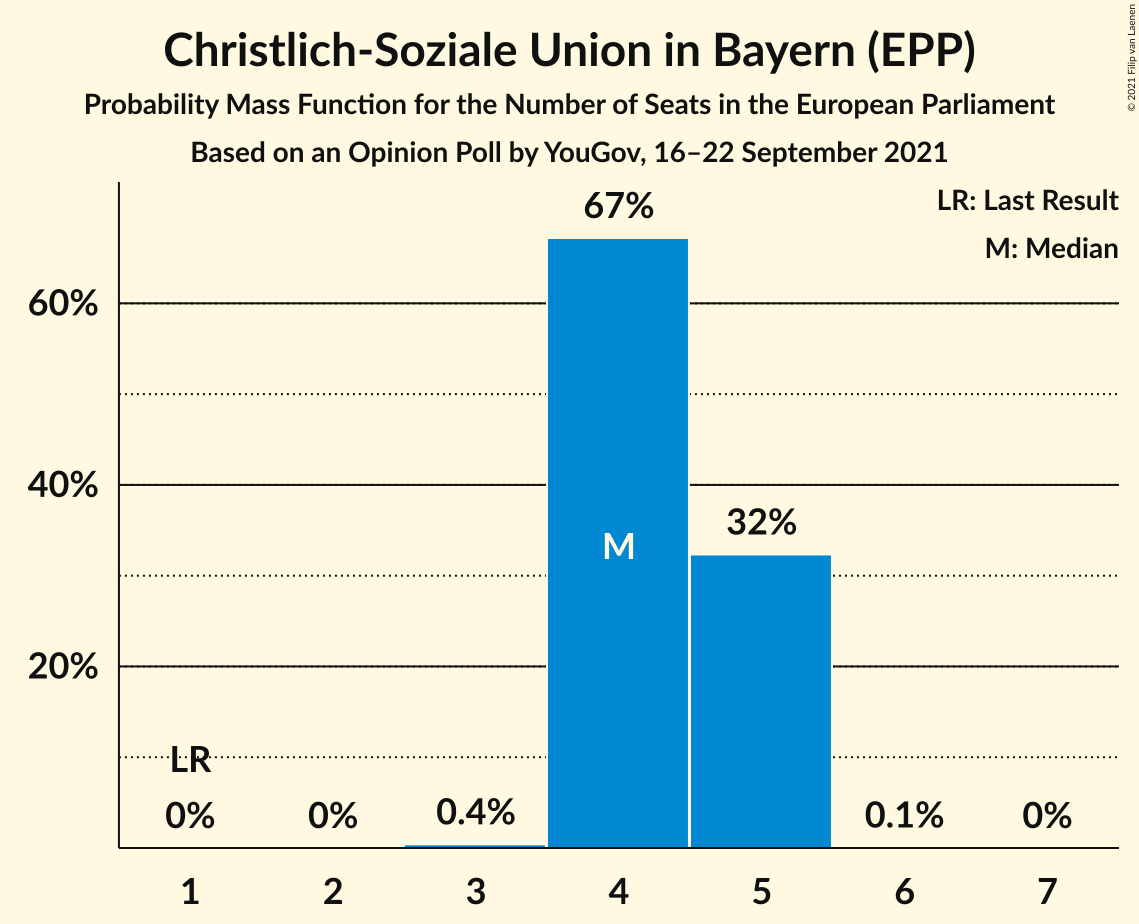 Christlich-Soziale Union in Bayern (EPP)
Probability Mass Function for the Number of Seats in the European Parliament
Based on an Opinion Poll by YouGov, 16–22 September 2021
© 2021 Filip van Laenen
LR: Last Result
M: Median
67%
60%
40%
32%
M
20%
LR
0%
0%
0.4%
0.1%
0%
1 2 3 4 5 6 7